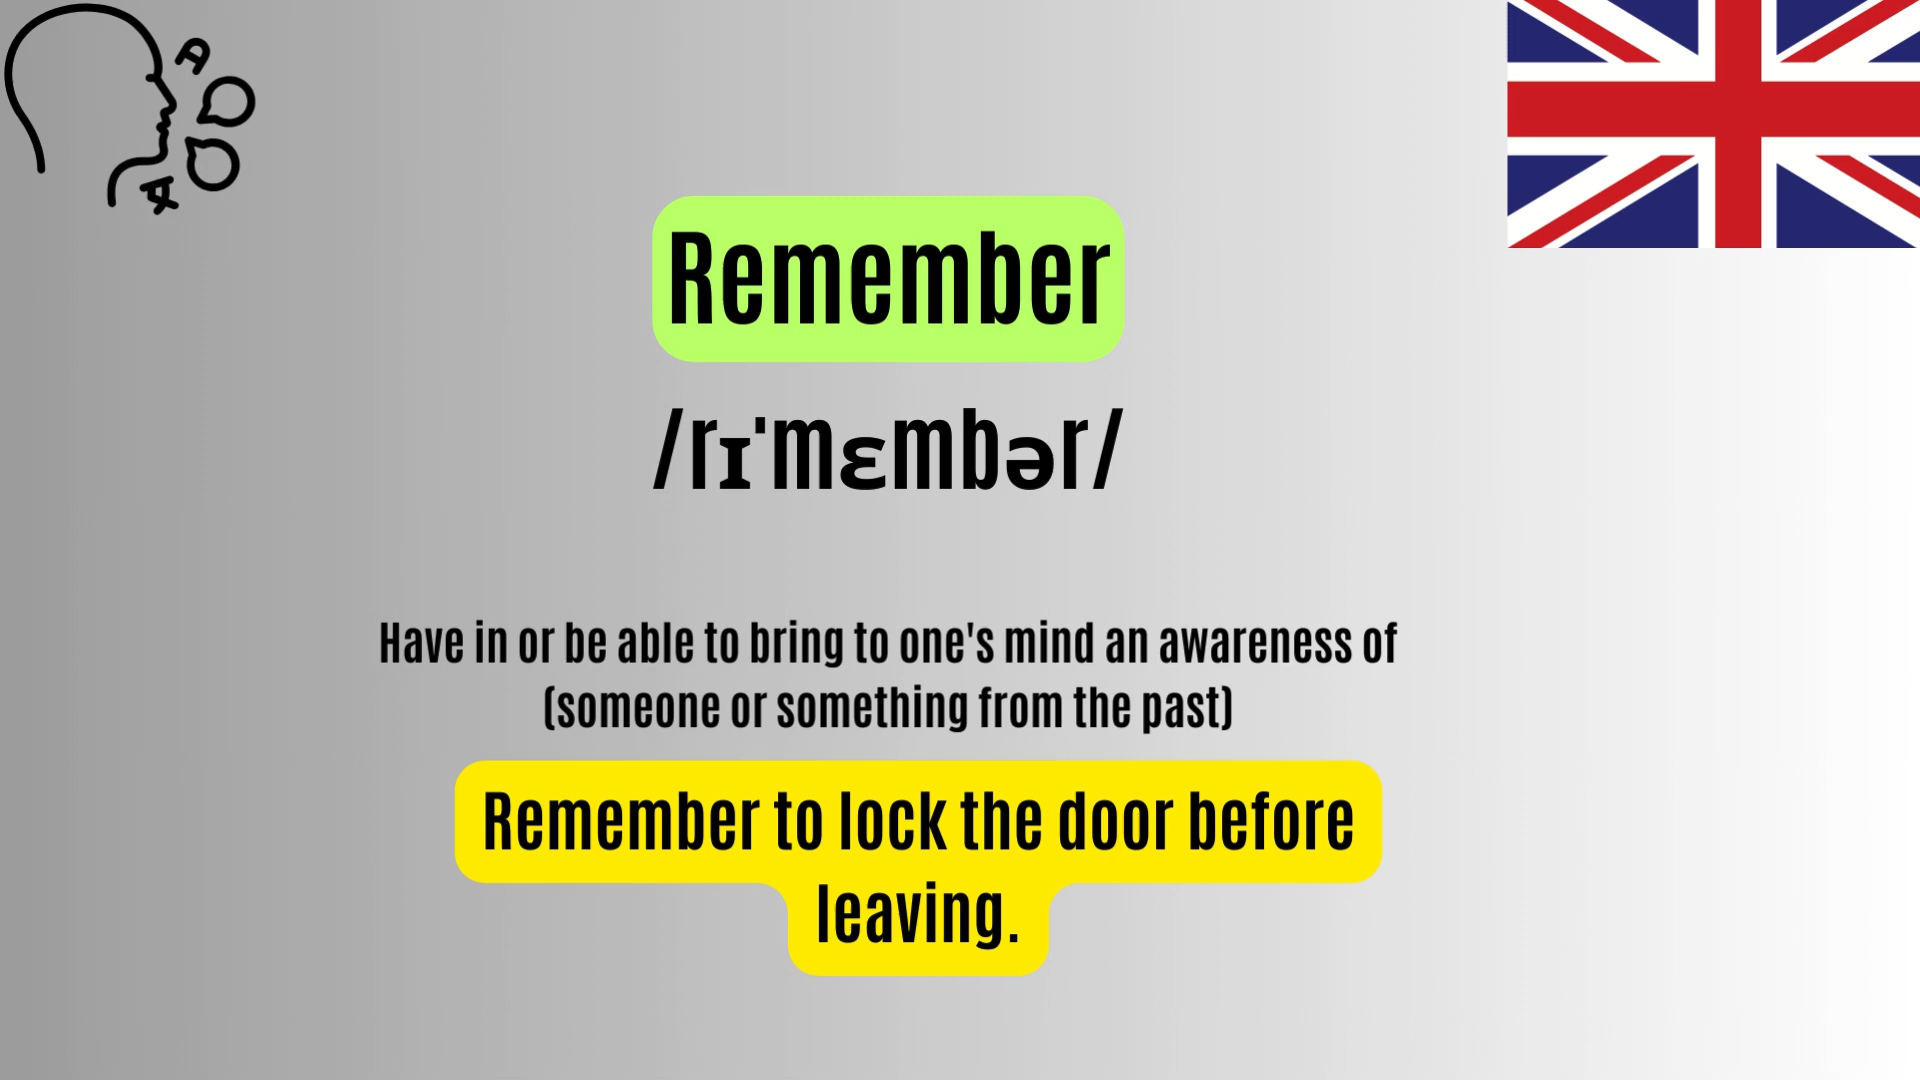 Remember
/rɪˈmɛmbər/
Have in or be able to bring to one's mind an awareness of
(someone or something from the past)
Remember to lock the door before
leaving.